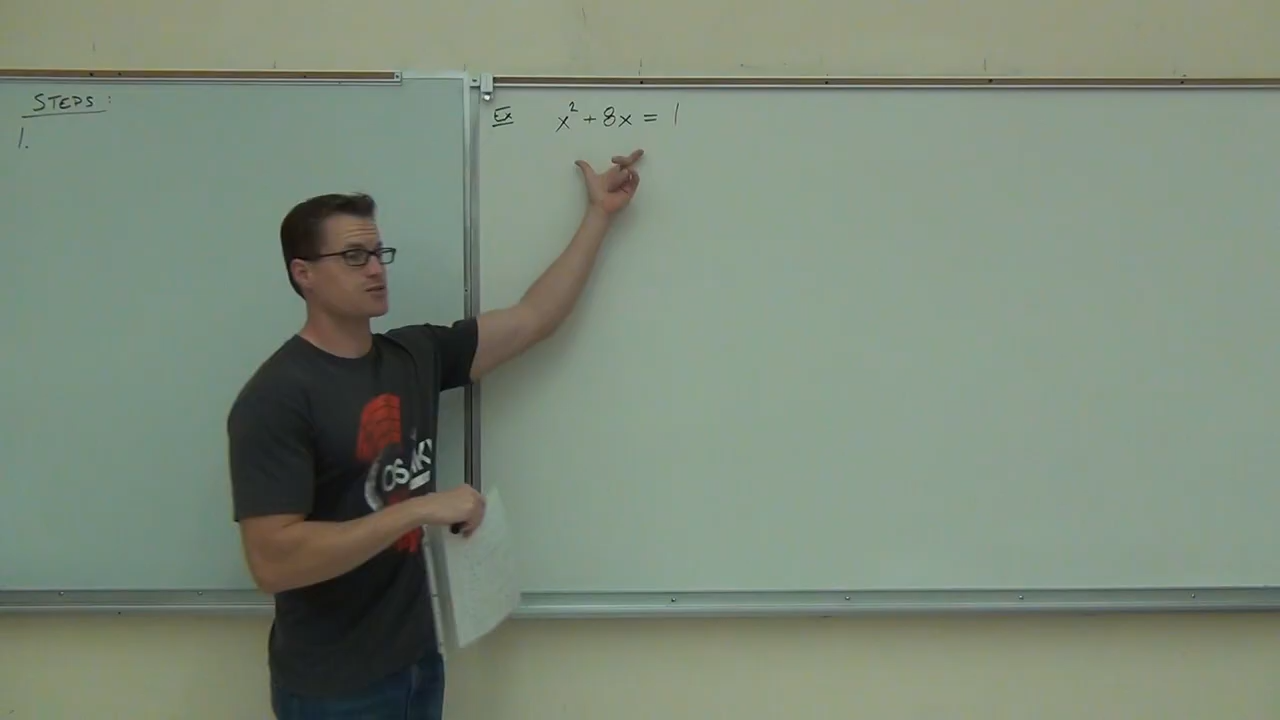 STEPS:
1.
Ex x² + 8x = 1